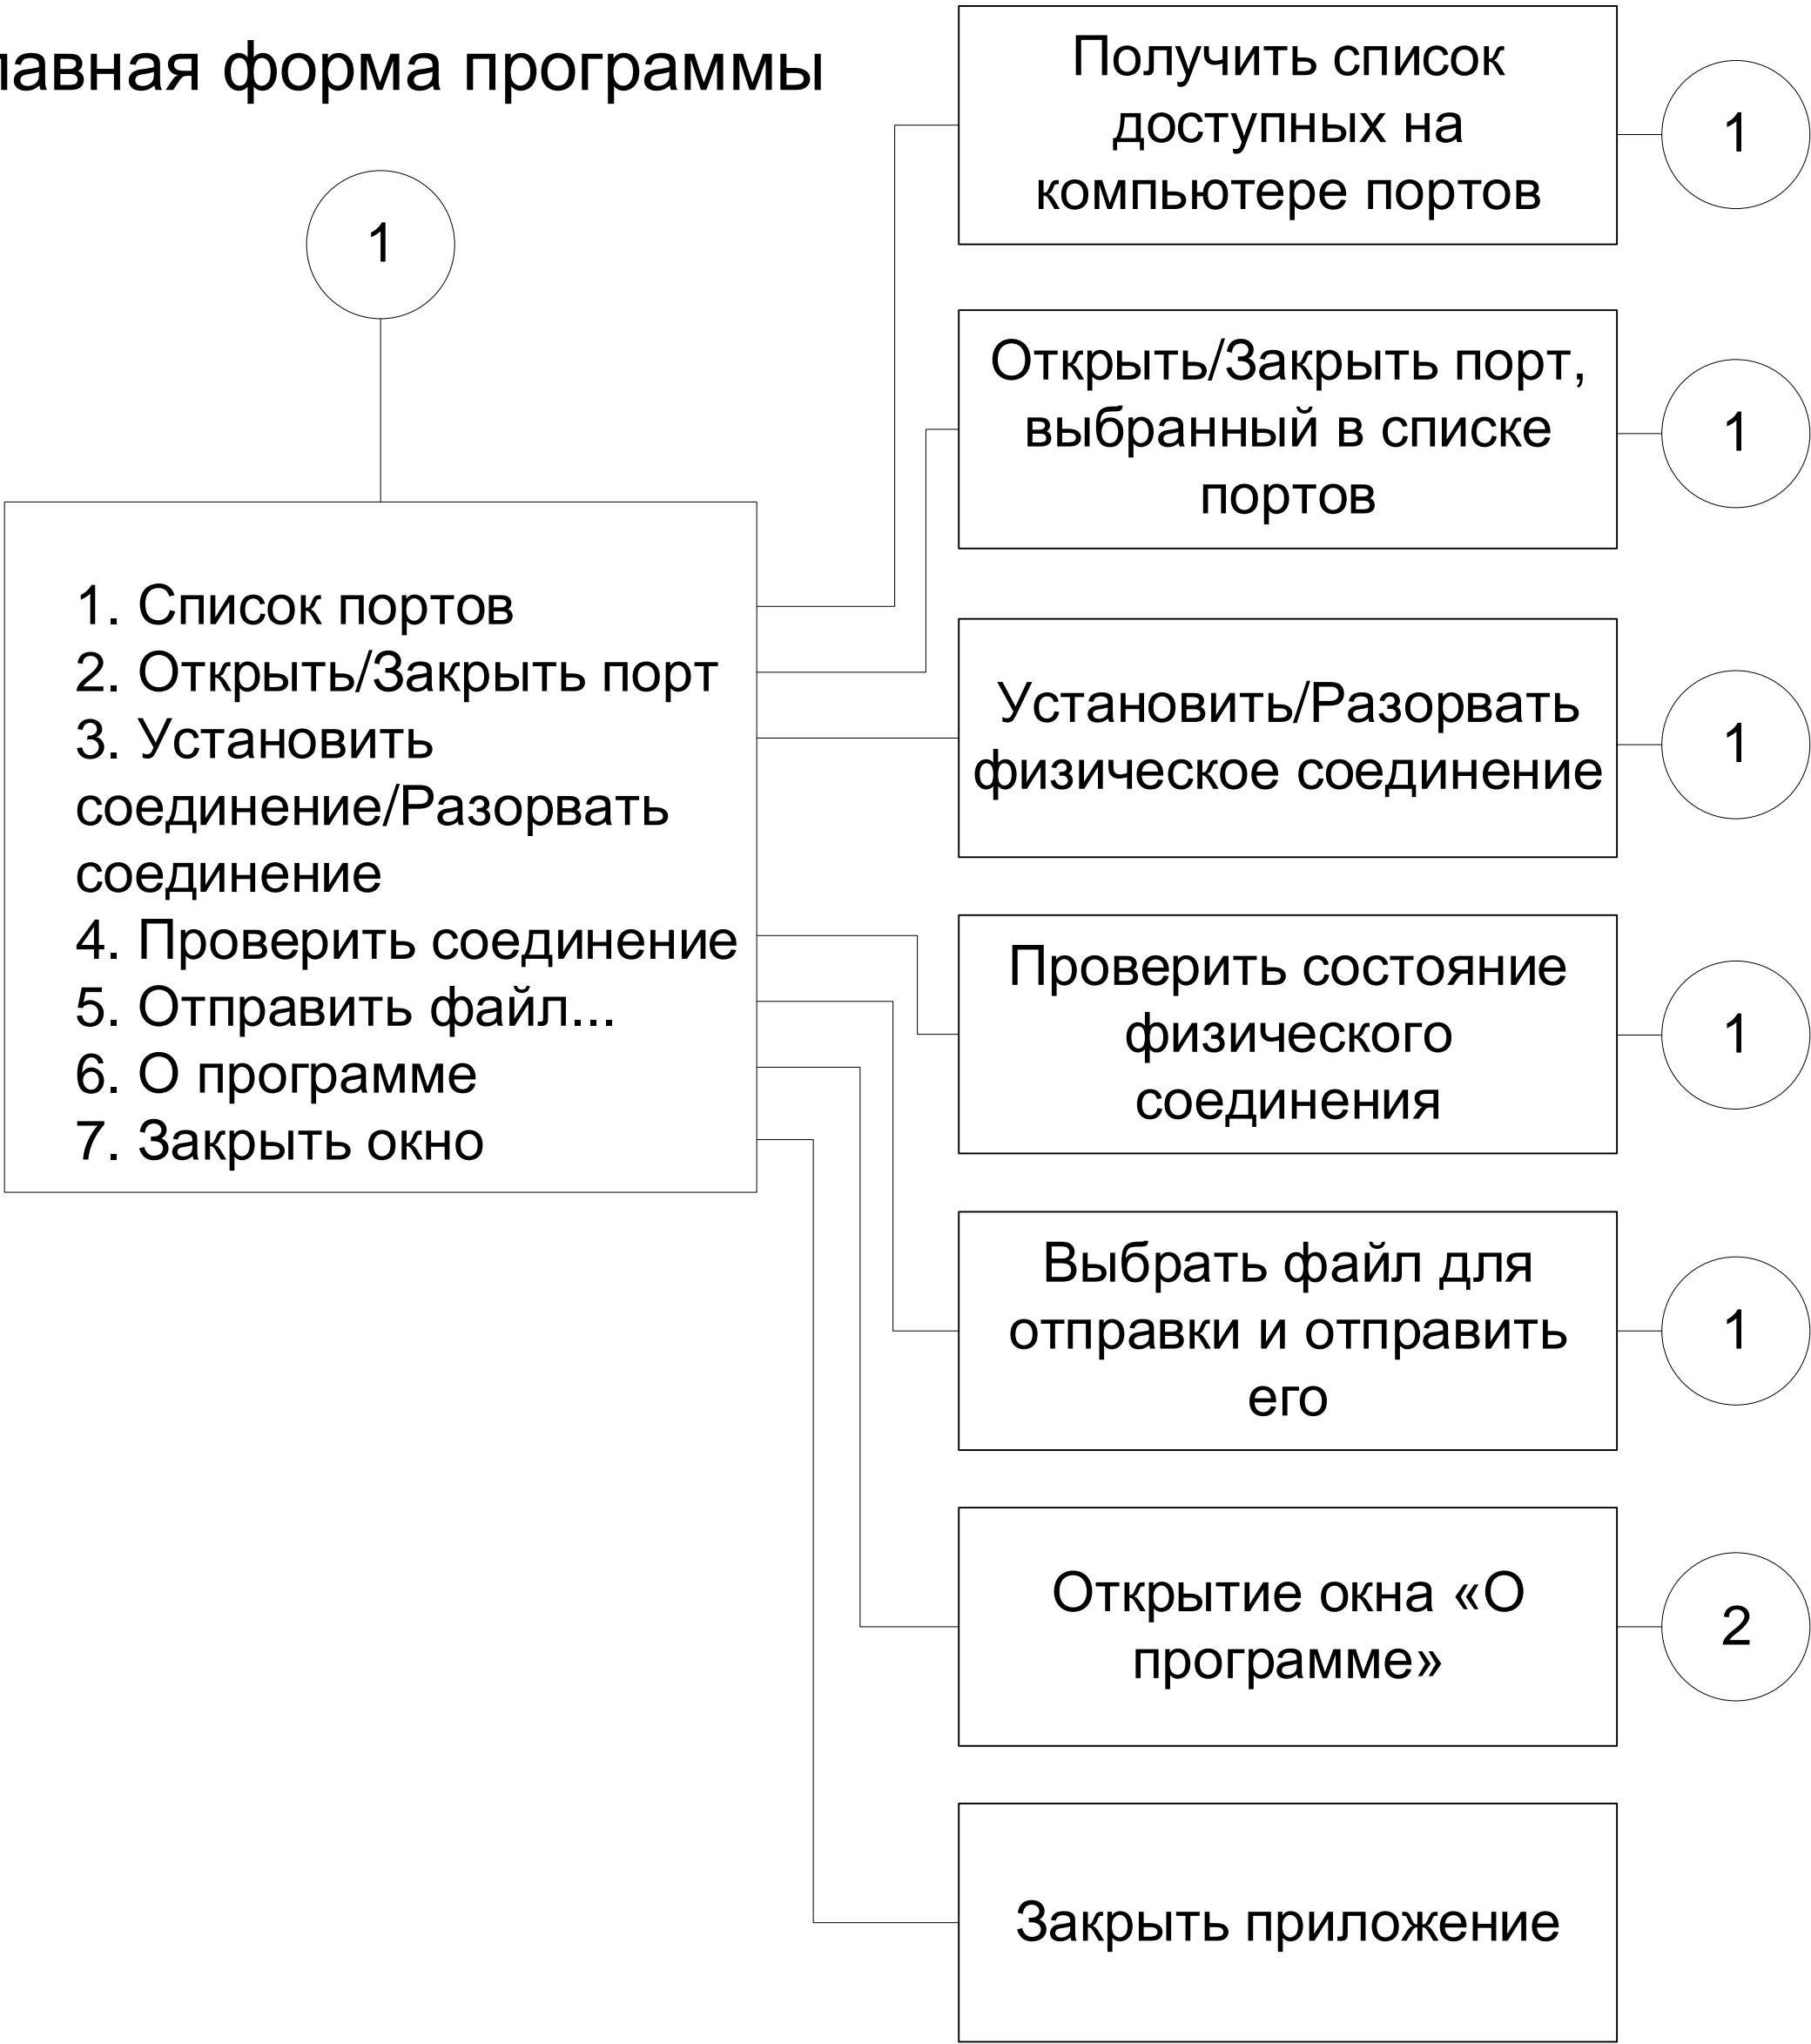 лавная форма программы
1
1. Список портов
2. Открыть/Закрыть порт
3. Установить
соединение/Разорвать
соединение
4. Проверить соединение
5. Отправить файл...
6. О программе
7. Закрыть окно
Получить список
доступных на
компьютере портов
1
Открыть/Закрыть порт,
выбранный в списке
портов
1
Установить/Разорвать
физическое соединение
1
Проверить состояние
физического
соединения
1
Выбрать файл для
отправки и отправить
его
1
Открытие окна «О
программе»
2
Закрыть приложение